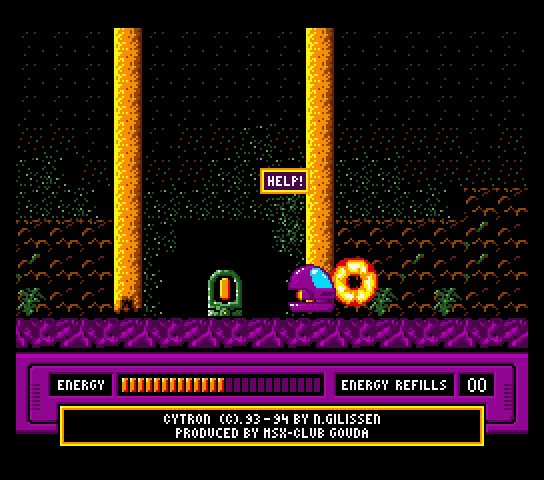 HELP!
ENERGY
ENERGY REFILLS 00
CYTRON (C).93-94 BY N.GILISSEN
PRODUCED BY MSX-CLUB GOUDA